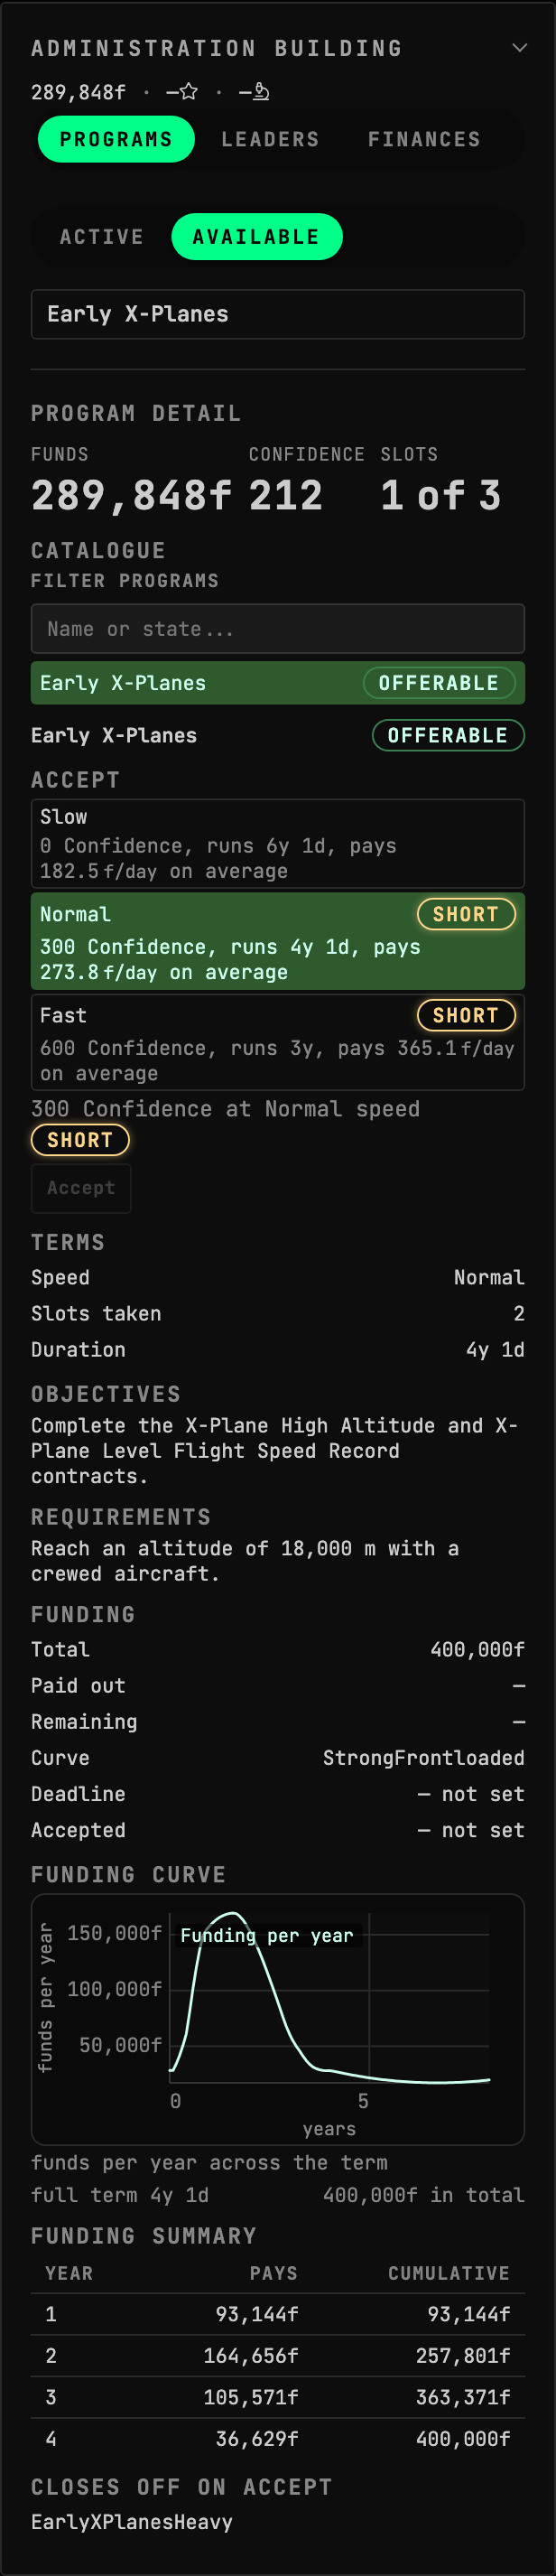 ADMINISTRATION BUILDING
289,848f · — · —
PROGRAMS LEADERS FINANCES
ACTIVE AVAILABLE
Early X-Planes
PROGRAM DETAIL
FUNDS CONFIDENCE SLOTS
289,848f 212 1 of 3
CATALOGUE
FILTER PROGRAMS
Name or state...
Early X-Planes OFFERABLE
Early X-Planes OFFERABLE
ACCEPT
Slow
0 Confidence, runs 6y 1d, pays
182.5 f/day on average
Normal SHORT
300 Confidence, runs 4y 1d, pays
273.8 f/day on average
Fast SHORT
600 Confidence, runs 3y, pays 365.1 f/day
on average
300 Confidence at Normal speed
SHORT
Accept
TERMS
Speed Normal
Slots taken 2
Duration 4y 1d
OBJECTIVES
Complete the X-Plane High Altitude and X-
Plane Level Flight Speed Record
contracts.
REQUIREMENTS
Reach an altitude of 18,000 m with a
crewed aircraft.
FUNDING
Total 400,000f
Paid out —
Remaining —
Curve StrongFrontloaded
Deadline — not set
Accepted — not set
FUNDING CURVE
funds per year
150,000f
Funding per year
100,000f
50,000f
0 5
years
funds per year across the term
full term 4y 1d 400,000f in total
FUNDING SUMMARY
YEAR PAYS CUMULATIVE
1 93,144f 93,144f
2 164,656f 257,801f
3 105,571f 363,371f
4 36,629f 400,000f
CLOSES OFF ON ACCEPT
EarlyXPlanesHeavy